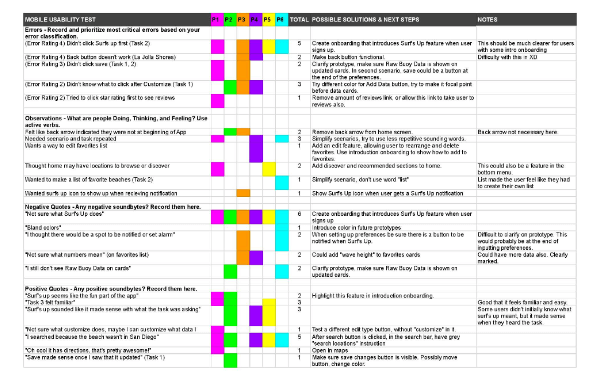 MOBILE USABILITY TEST P1 P2 P3 P4 P5 P6 TOTAL POSSIBLE SOLUTIONS & NEXT STEPS NOTES
Errors - Record and prioritize most critical errors based on your
error classification.
(Error Rating 4) Didn't click Surfs up first (Task 2) 5 Create onboarding that introduces Surf's Up feature when user This should be much clearer for users
signs up. with some intro onboarding
(Error Rating 4) Back button doesn't work (La Jolla Shores) 2 Make back button functional. Difficulty with this in XD
(Error Rating 3) Didn't click save (Task 1, 2) 2 Clarify prototype, make sure Raw Buoy Data is shown on
updated cards. In second scenario, save could be a button at
the end of the preferences.
(Error Rating 2) Didn't know what to click after Customize (Task 1) 3 Try different color for Add Data button, try to make it focal point
before data cards.
(Error Rating 2) Tried to click star rating first to see reviews 1 Remove amount of reviews link, or allow this link to take user to
reviews also.
Observations - What are people Doing, Thinking, and Feeling? Use
active verbs.
Felt like back arrow indicated they were not at beginning of App 2 Remove back arrow from home screen. Back arrow not necessary here.
Needed scenario and task repeated 3 Simplify scenarios, try to use less repetitive sounding words.
Wants a way to edit favorites list 1 Add an edit feature, allowing user to rearrange and delete
favorites. Use introduction onboarding to show how to add to
favorites.
Thought home may have locations to browse or discover 2 Add discover and recommended sections to home. This could also be a feature in the
bottom menu.
Wanted to make a list of favorite beaches (Task 2) 1 Simplify scenario, don't use word "list" List made the user feel like they had
to create their own list
Wanted surfs up icon to show up when recieving notification 1 Show Surf's Up icon when user gets a Surf's Up notification
Negative Quotes - Any negative soundbytes? Record them here.
"Not sure what Surf's Up does" 6 Create onboarding that introduces Surf's Up feature when user
signs up
"Bland colors" 1 Introduce color in future prototypes
"I thought there would be a spot to be notified or set alarm" 2 When setting up preferences be sure there is a button to be Difficult to clarify on prototype. This
notified when Surf's Up. would probably be at the end of
inputting preferences.
"Not sure what numbers mean" (on favorites list) 2 Could add "wave height" to favorites cards Could have more data also. Clearly
marked.
"I still don't see Raw Buoy Data on cards" 2 Clarify prototype, make sure Raw Buoy Data is shown on
updated cards.
Positive Quotes - Any positive soundbytes? Record them here.
"Surf's up seems like the fun part of the app" 2 Highlight this feature in introduction onboarding.
"Task 3 felt familiar" 3 Good that it feels familiar and easy.
"Surf's up sounded like it made sense with what the task was asking" 3 Some users didn't initially know what
surf's up meant, but it made sense
when they heard the task.
"Not sure what customize does, maybe I can customize what data I 1 Test a different edit type button, without "customize" in it.
"I searched because the beach wasn't in San Diego" 5 After search button is clicked, in the search bar, have grey
"search locations" instruction
"Oh cool it has directions, that's pretty awesome!" 1 Open in maps
"Save made sense once I saw that it updated" (Task 1) 1 Make sure save changes button is visible. Possibly move
button, change color.